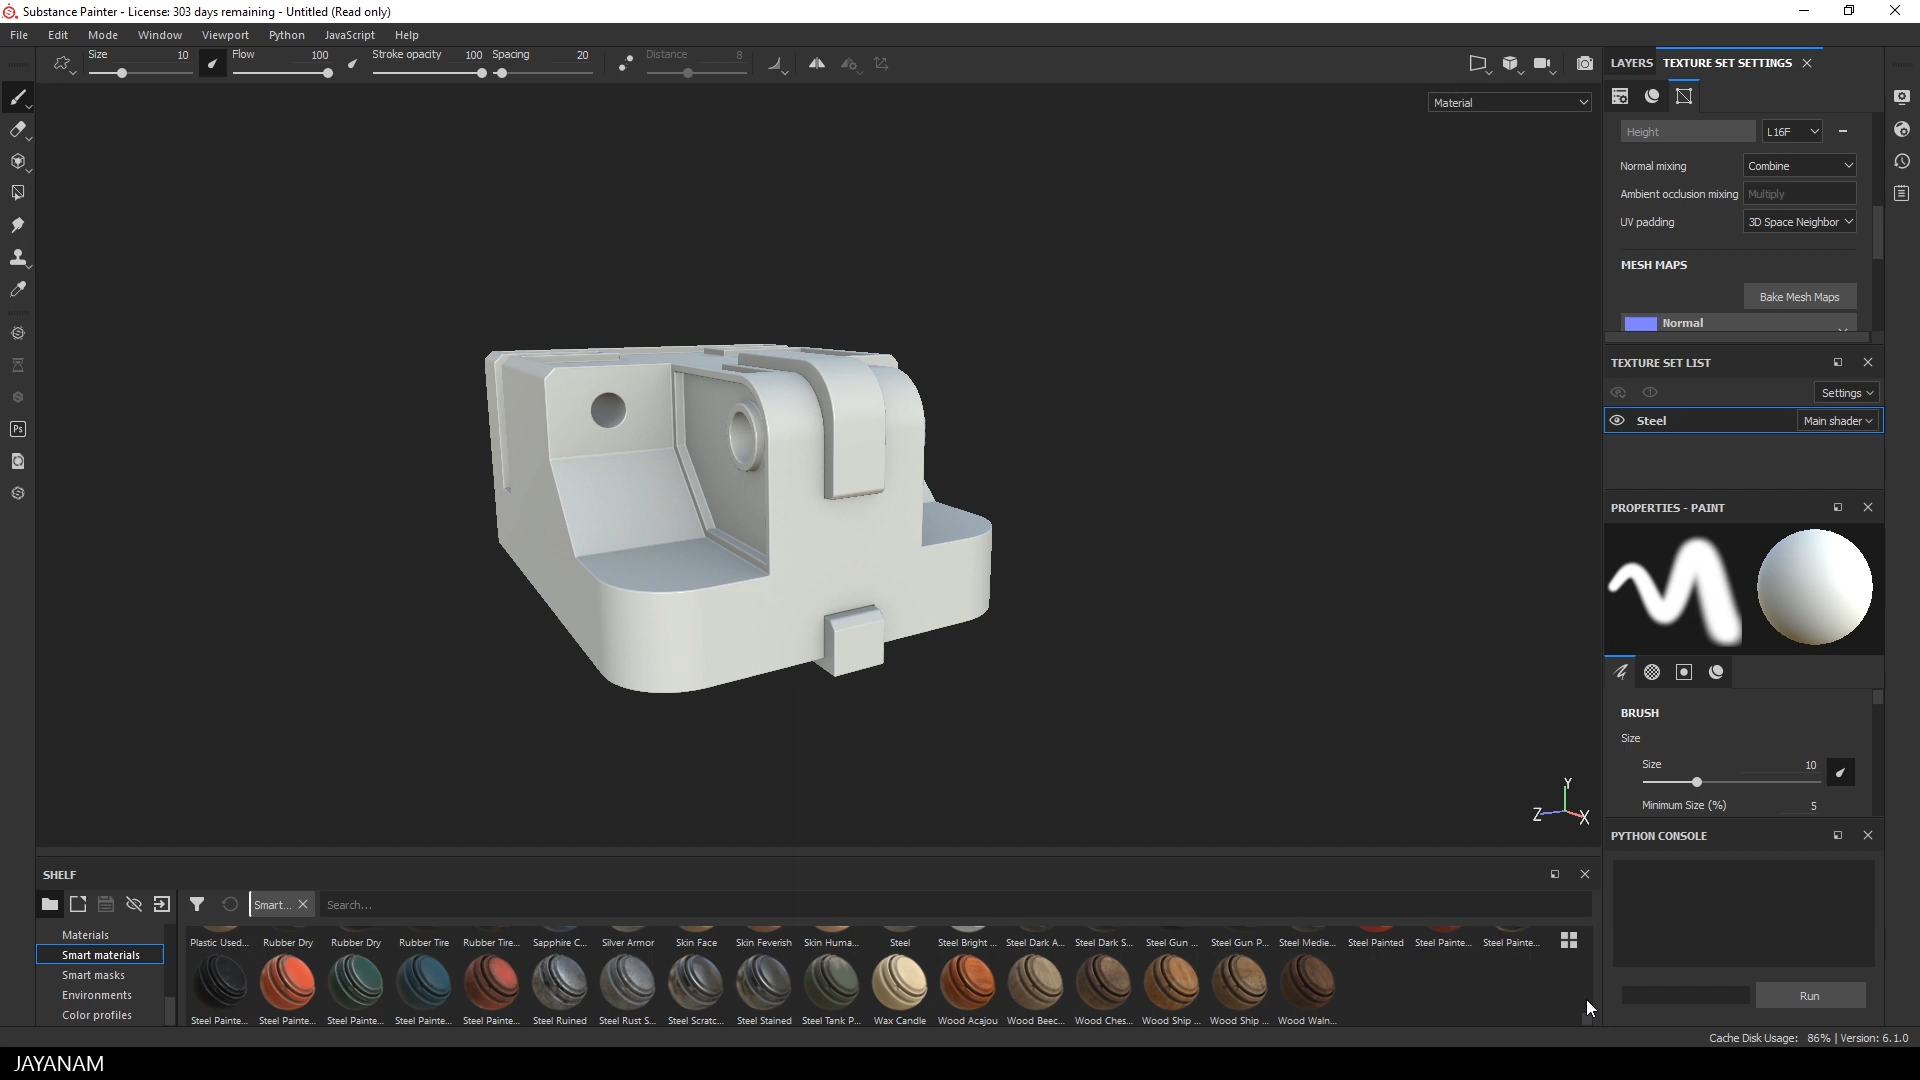 Substance Painter - License: 303 days remaining - Untitled (Read only)
File Edit Mode Window Viewport Python JavaScript Help
Size 10 Flow 100 Stroke opacity 100 Spacing 20 Distance 8
Material
LAYERS TEXTURE SET SETTINGS
Height L16F
Normal mixing Combine
Ambient occlusion mixing Multiply
UV padding 3D Space Neighbor
MESH MAPS
Bake Mesh Maps
Normal
TEXTURE SET LIST
Settings
Steel Main shader
PROPERTIES - PAINT
Ps
BRUSH
Size
Size 10
Minimum Size (%) 5
Y
Z X
PYTHON CONSOLE
Run
SHELF
Smart... Search...
Materials
Smart materials
Smart masks
Environments
Color profiles
Plastic Used... Rubber Dry Rubber Dry Rubber Tire Rubber Tire... Sapphire C... Silver Armor Skin Face Skin Feverish Skin Huma... Steel Steel Bright ... Steel Dark A... Steel Dark S... Steel Gun ... Steel Gun P... Steel Medie... Steel Painted Steel Painte... Steel Painte...
Steel Painte... Steel Painte... Steel Painte... Steel Painte... Steel Painte... Steel Ruined Steel Rust S... Steel Scratc... Steel Stained Steel Tank P... Wax Candle Wood Acajou Wood Beec... Wood Ches... Wood Ship ... Wood Ship ... Wood Waln...
Cache Disk Usage: 86% | Version: 6.1.0
JAYANAM